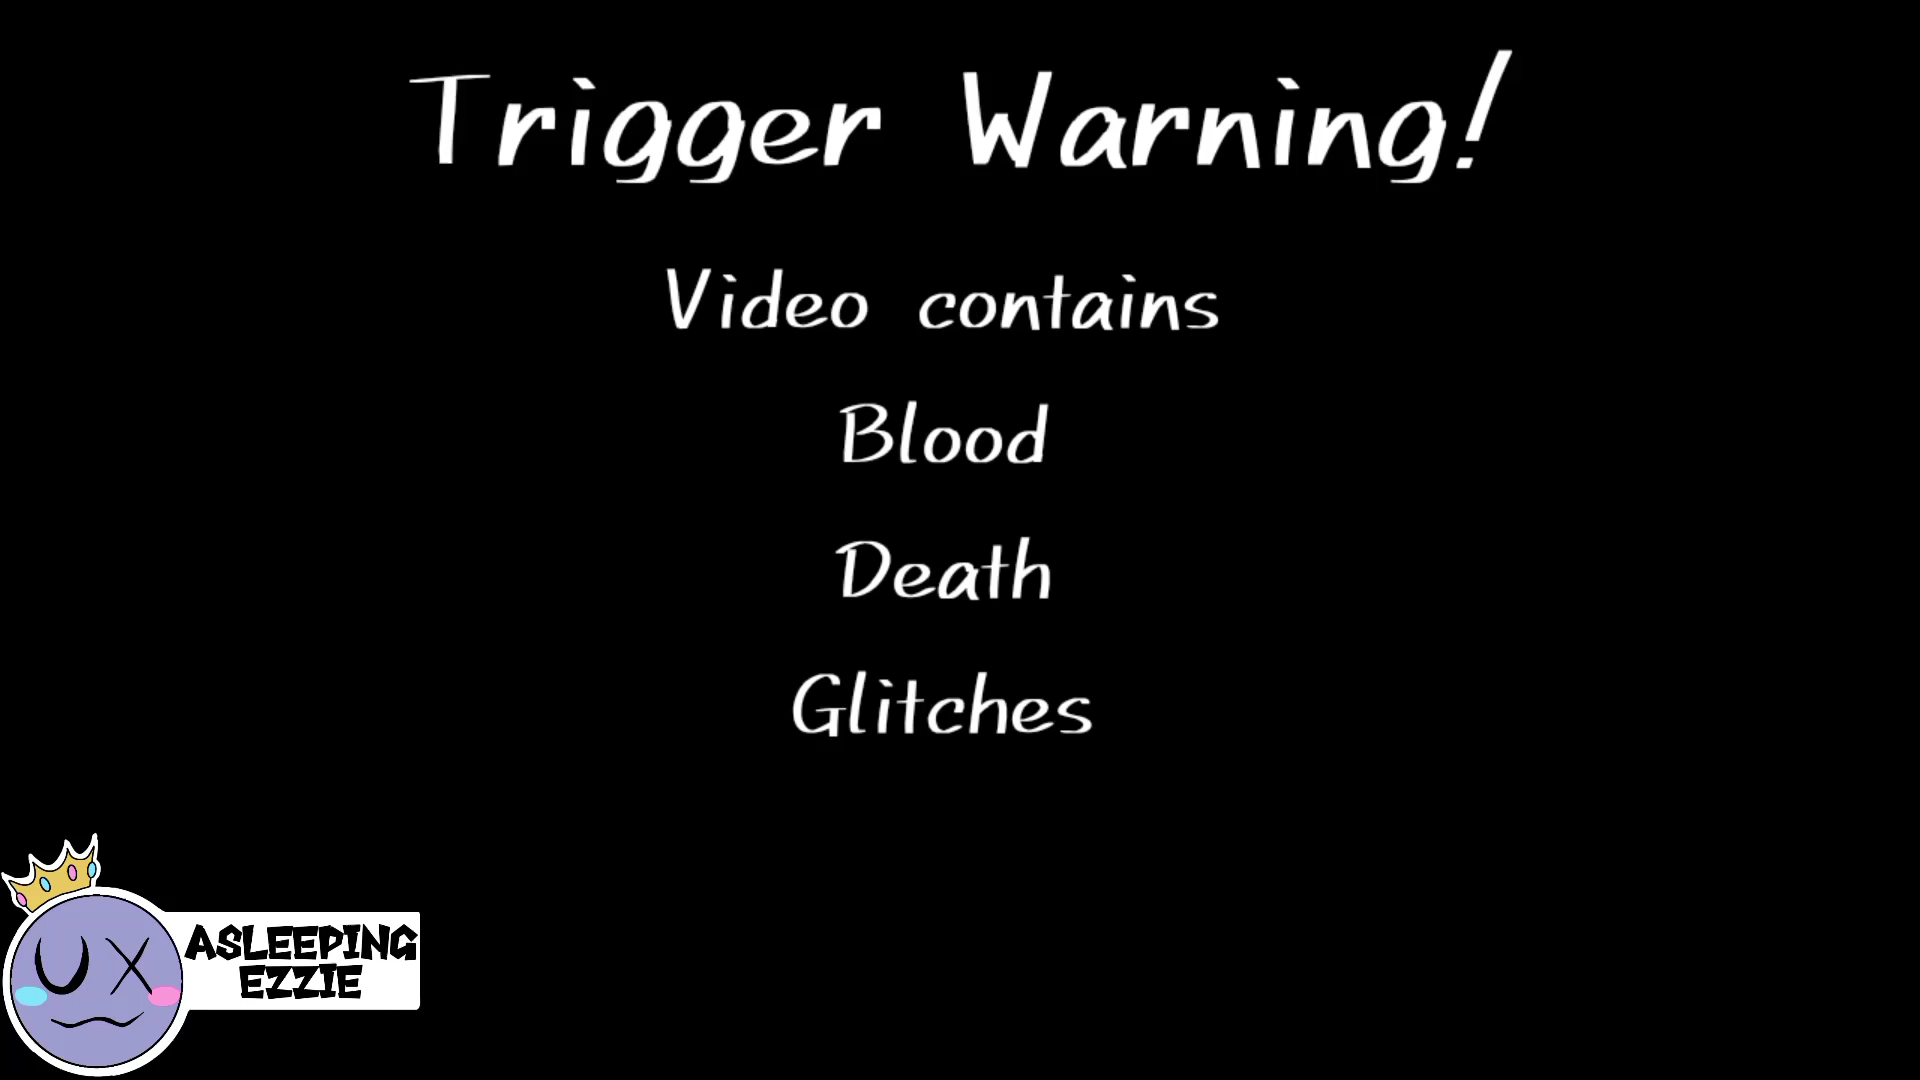 Trigger Warning!
Video contains
Blood
Death
Glitches
ASLEEPING
EZZIE